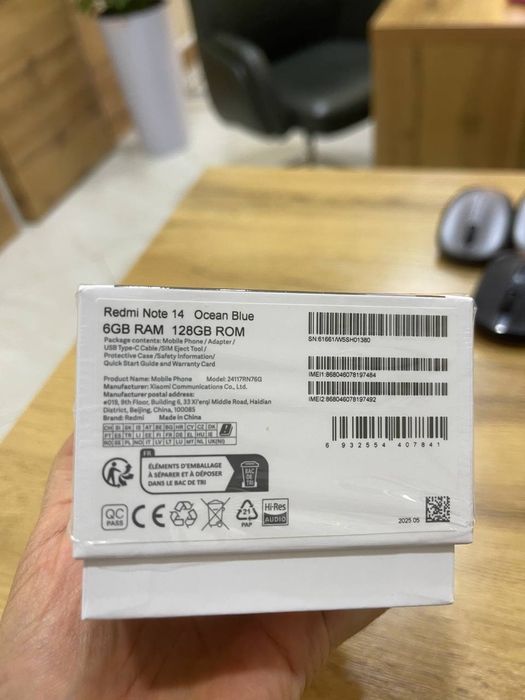 Redmi Note 14 Ocean Blue
6GB RAM 128GB ROM
Package contents: Mobile Phone / Adapter /
USB Type-C Cable /SIM Eject Tool /
Protective Case /Safety Information/
Quick Start Guide and Warranty Card
Product Name: Mobile Phone Model: 24117RN76G
Manufacturer: Xiaomi Communications Co., Ltd.
Manufacturer address:
#019, 9th Floor, Building 6, 33 Xi'erqi Middle Road, Haidian
District, Beijing, China, 100085
Brand: Redmi Made in China
SN:61661/W5SH01380
IMEI1:868046078197484
IMEI2:868046078197492
6 932554 407841
FR
ÉLÉMENTS D'EMBALLAGE
À SÉPARER ET À DÉPOSER
DANS LE BAC DE TRI
BAC
DE
TRI
QC
PASS
CE
21
PAP
Hi-Res
AUDIO
2025.05